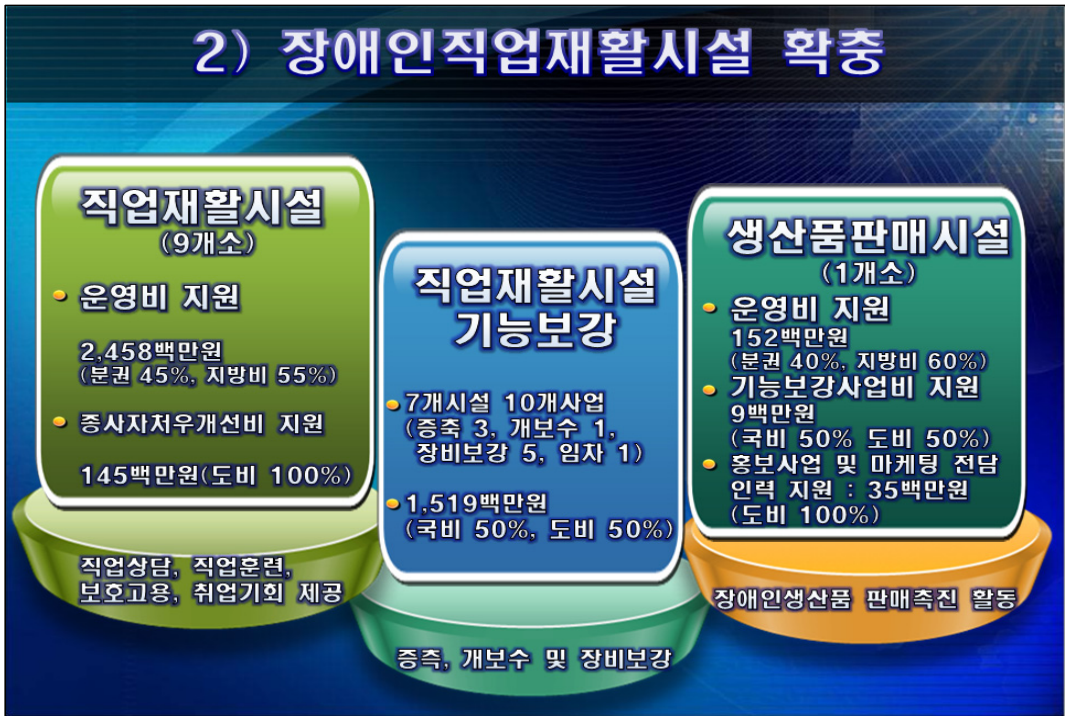 2) 장애인직업재활시설 확충
직업재활시설
(9개소)
• 운영비 지원
2,458백만원
(분권 45%, 지방비 55%)
• 종사자처우개선비 지원
145백만원(도비 100%)
직업상담, 직업훈련,
보호고용, 취업기회 제공
직업재활시설
기능보강
• 7개시설 10개사업
(증축 3, 개보수 1,
장비보강 5, 임차 1)
• 1,519백만원
(국비 50%, 도비 50%)
증측, 개보수 및 장비보강
생산품판매시설
(1개소)
• 운영비 지원
152백만원
(분권 40%, 지방비 60%)
• 기능보강사업비 지원
9백만원
(국비 50% 도비 50%)
• 홍보사업 및 마케팅 전담
인력 지원 : 35백만원
(도비 100%)
장애인생산품 판매촉진 활동